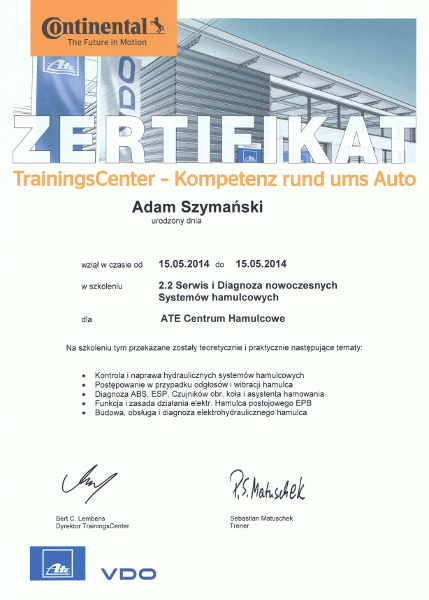 Continental
The Future in Motion
Ate
VDO
ZERTIFIKAT
TrainingsCenter – Kompetenz rund ums Auto
Adam Szymański
urodzony dnia
wziął w czasie od 15.05.2014 do 15.05.2014
w szkoleniu 2.2 Serwis i Diagnoza nowoczesnych
Systemów hamulcowych
dla ATE Centrum Hamulcowe
Na szkoleniu tym przekazane zostały teoretycznie i praktycznie następujące tematy:
• Kontrola i naprawa hydraulicznych systemów hamulcowych
• Postępowanie w przypadku odgłosów i wibracji hamulca
• Diagnoza ABS, ESP, Czujników obr. koła i asystenta hamowania
• Funkcja i zasada działania elektr. Hamulca postojowego EPB
• Budowa, obsługa i diagnoza elektrohydraulicznego hamulca
P.S. Matuschek
Bert C. Lembens
Dyrektor TrainingsCenter
Sebastian Matuschek
Trener
Ate
VDO